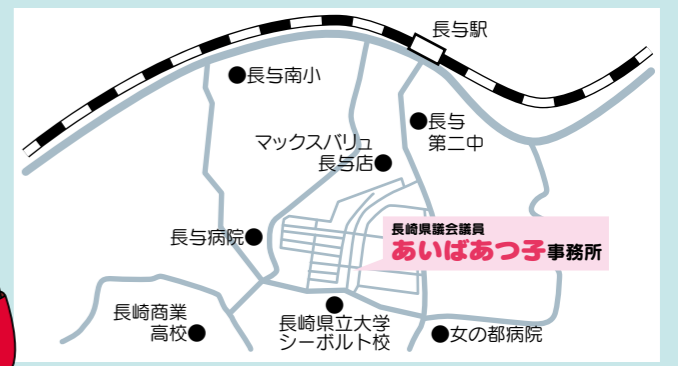 長与駅
長与南小
長与
第二中
マックスバリュ
長与店
長崎県議会議員
あいばあつ子事務所
長与病院
長崎商業
高校
長崎県立大学
シーボルト校
女の都病院